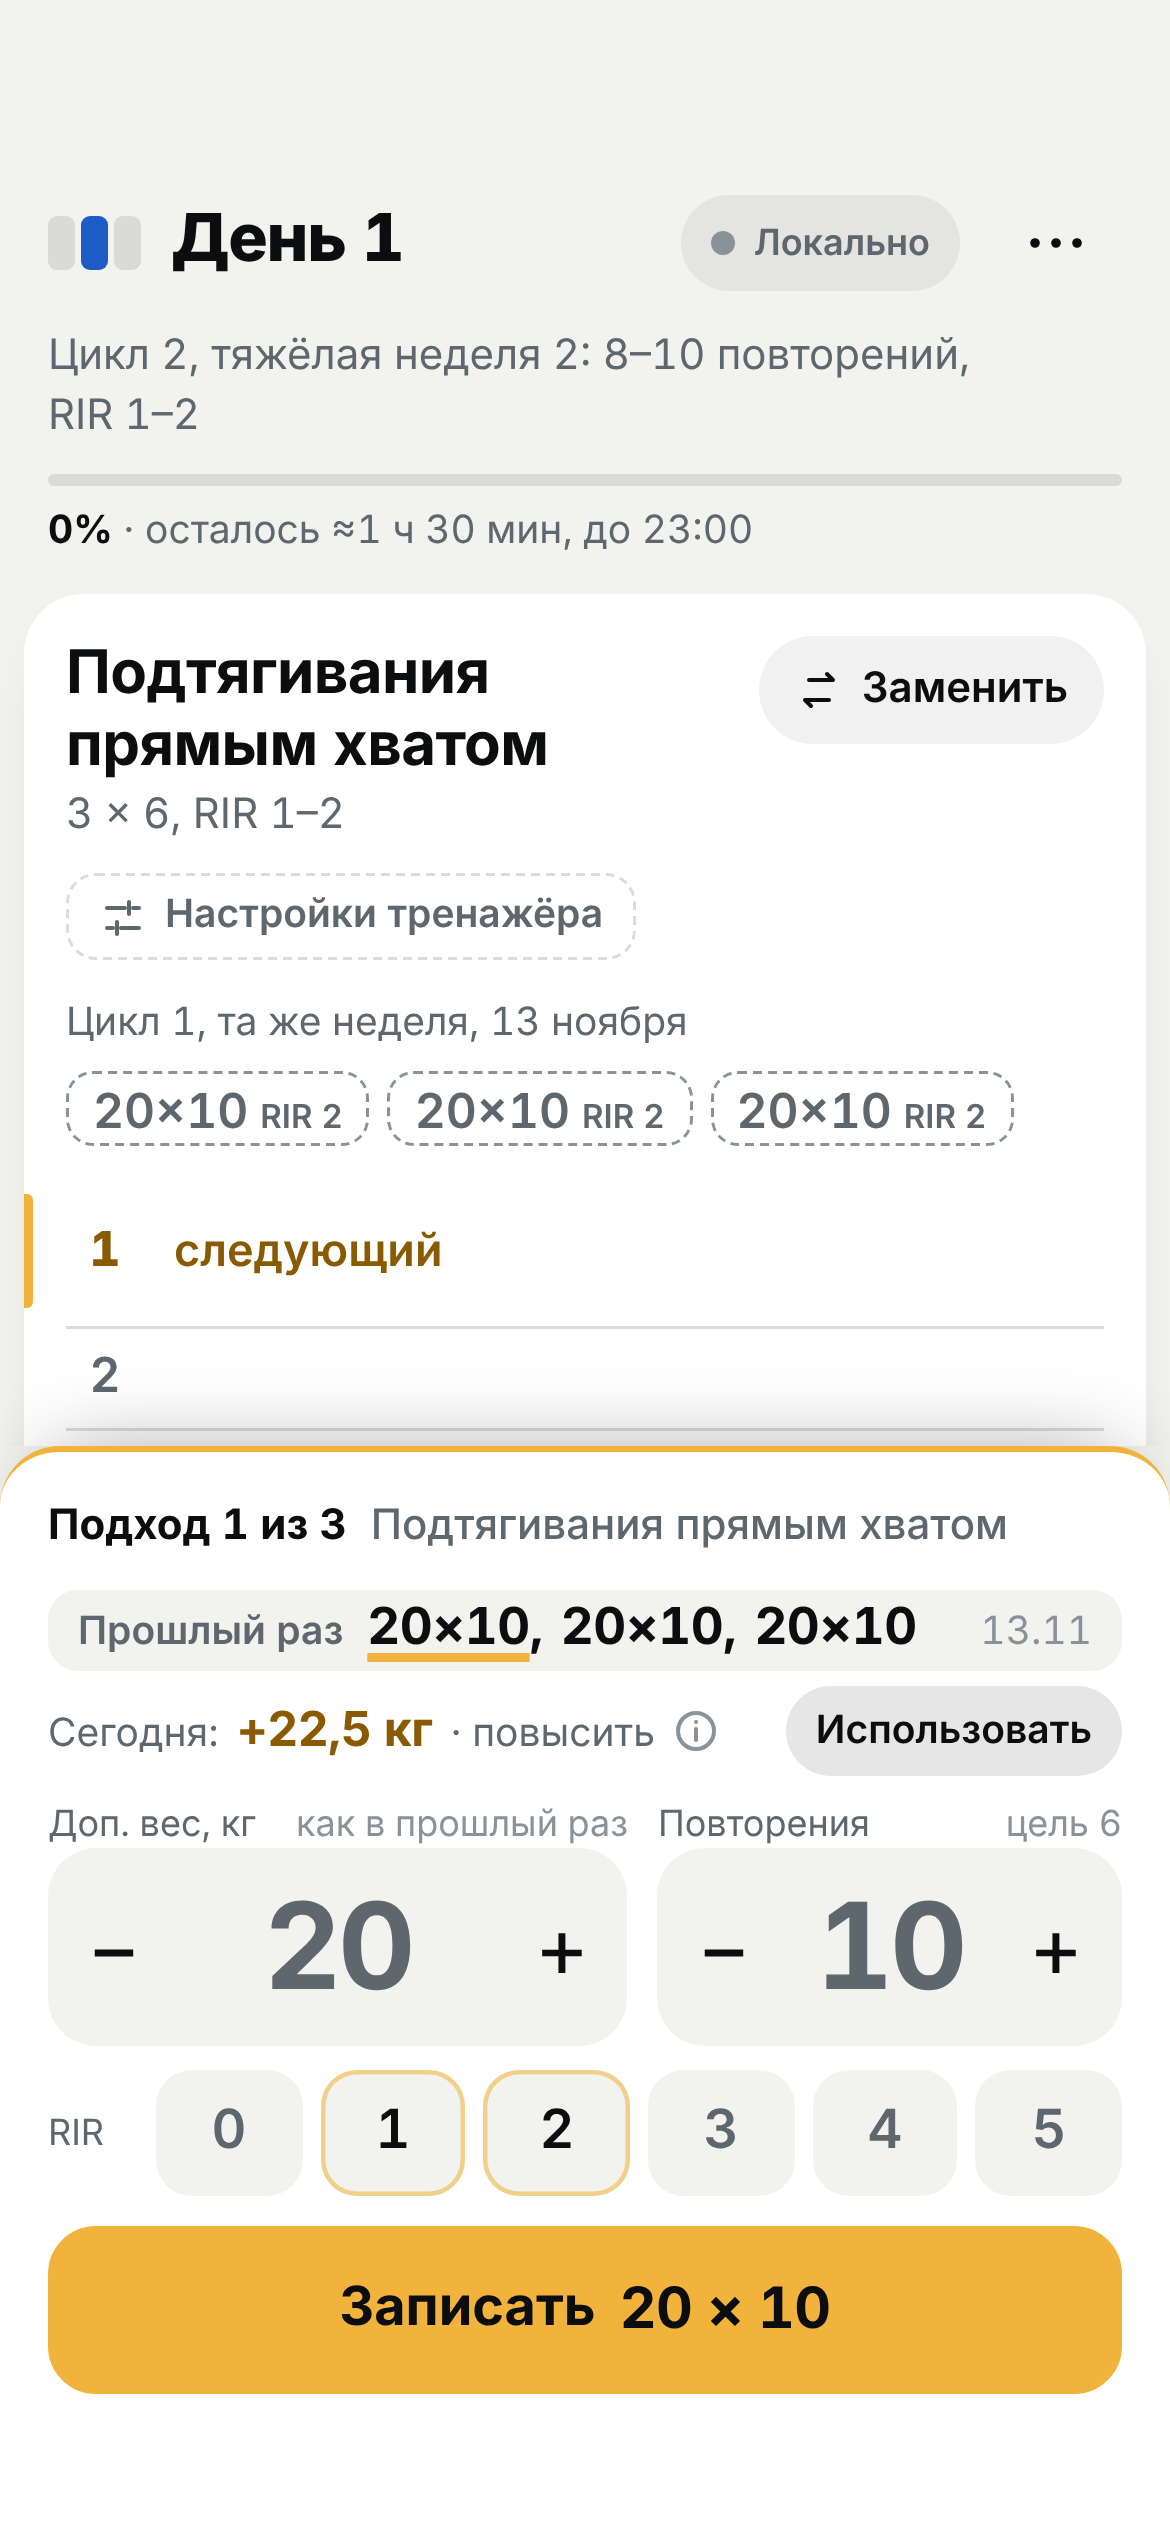 День 1
Локально
Цикл 2, тяжёлая неделя 2: 8–10 повторений,
RIR 1–2
0% · осталось ≈1 ч 30 мин, до 23:00
Подтягивания
прямым хватом
Заменить
3 × 6, RIR 1–2
Настройки тренажёра
Цикл 1, та же неделя, 13 ноября
20×10 RIR 2 20×10 RIR 2 20×10 RIR 2
1 следующий
2
Подход 1 из 3 Подтягивания прямым хватом
Прошлый раз 20×10, 20×10, 20×10 13.11
Сегодня: +22,5 кг · повысить Использовать
Доп. вес, кг как в прошлый раз Повторения цель 6
− 20 + − 10 +
RIR 0 1 2 3 4 5
Записать 20 × 10